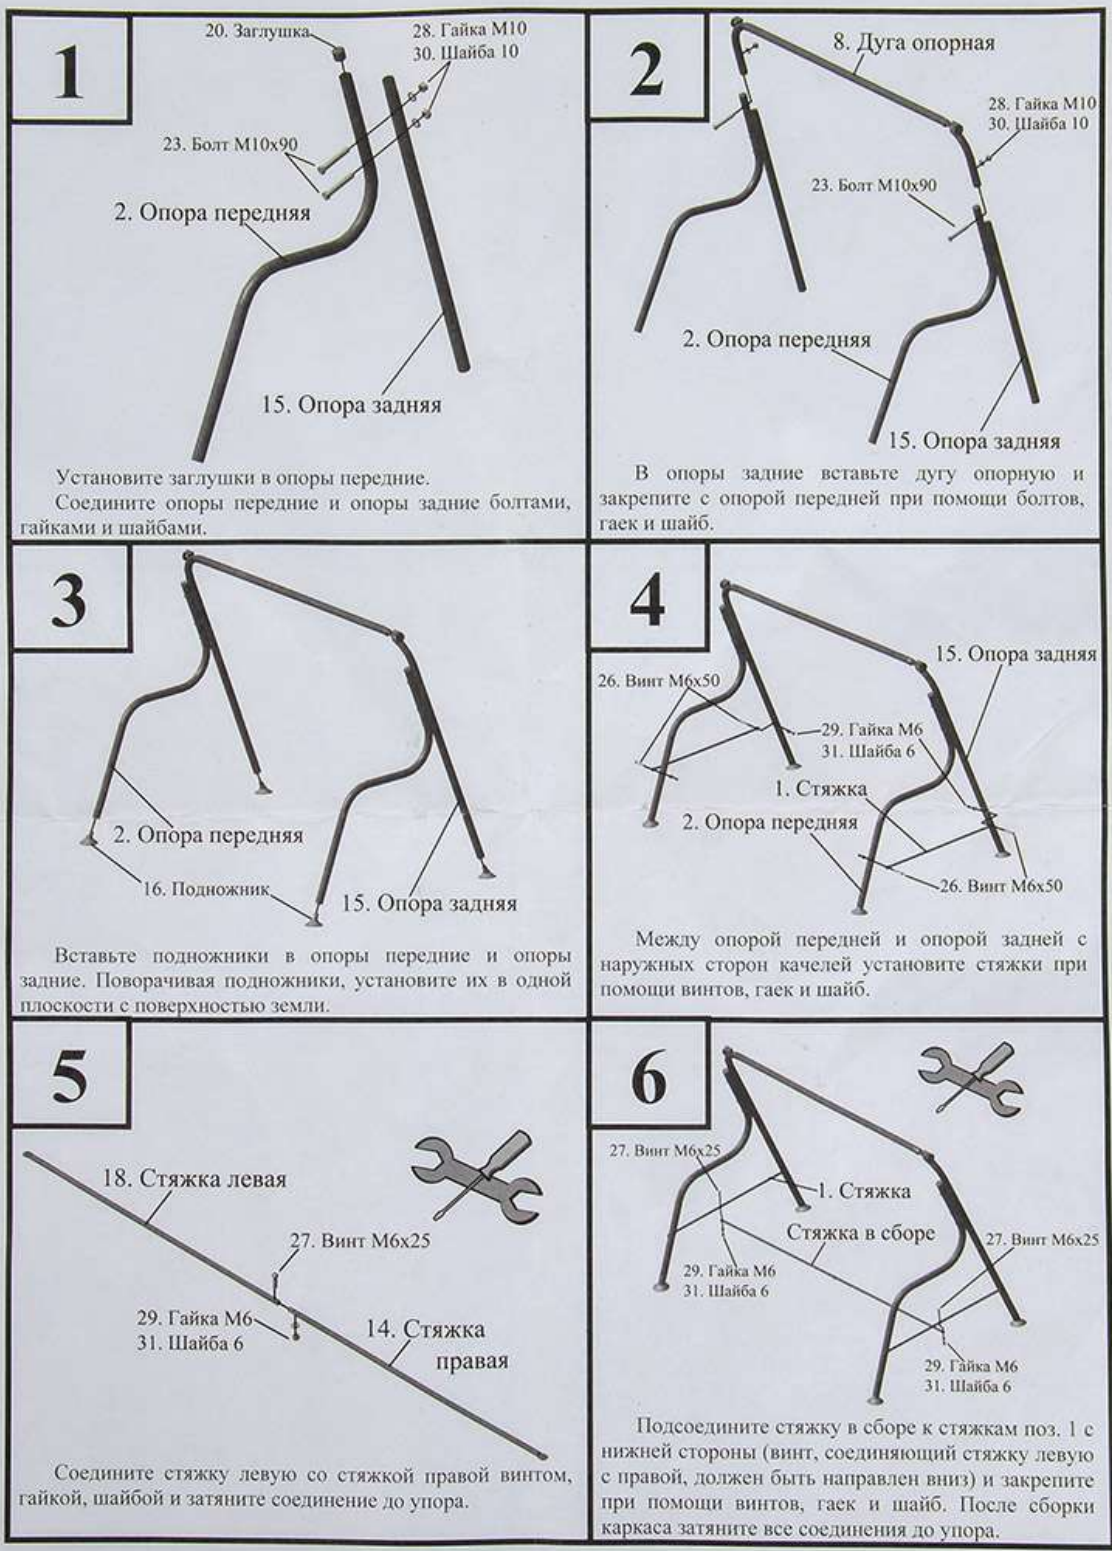 1
20. Заглушка
28. Гайка М10
30. Шайба 10
23. Болт М10х90
2. Опора передняя
15. Опора задняя
Установите заглушки в опоры передние.
Соедините опоры передние и опоры задние болтами,
гайками и шайбами.
2
8. Дуга опорная
28. Гайка М10
30. Шайба 10
23. Болт М10х90
2. Опора передняя
15. Опора задняя
В опоры задние вставьте дугу опорную и
закрепите с опорой передней при помощи болтов,
гаек и шайб.
3
2. Опора передняя
16. Подножник
15. Опора задняя
Вставьте подножники в опоры передние и опоры
задние. Поворачивая подножники, установите их в одной
плоскости с поверхностью земли.
4
15. Опора задняя
26. Винт М6х50
29. Гайка М6
31. Шайба 6
1. Стяжка
2. Опора передняя
26. Винт М6х50
Между опорой передней и опорой задней с
наружных сторон качелей установите стяжки при
помощи винтов, гаек и шайб.
5
18. Стяжка левая
27. Винт М6х25
29. Гайка М6
31. Шайба 6
14. Стяжка
правая
Соедините стяжку левую со стяжкой правой винтом,
гайкой, шайбой и затяните соединение до упора.
6
27. Винт М6х25
1. Стяжка
Стяжка в сборе
27. Винт М6х25
29. Гайка М6
31. Шайба 6
29. Гайка М6
31. Шайба 6
Подсоедините стяжку в сборе к стяжкам поз. 1 с
нижней стороны (винт, соединяющий стяжку левую
с правой, должен быть направлен вниз) и закрепите
при помощи винтов, гаек и шайб. После сборки
каркаса затяните все соединения до упора.